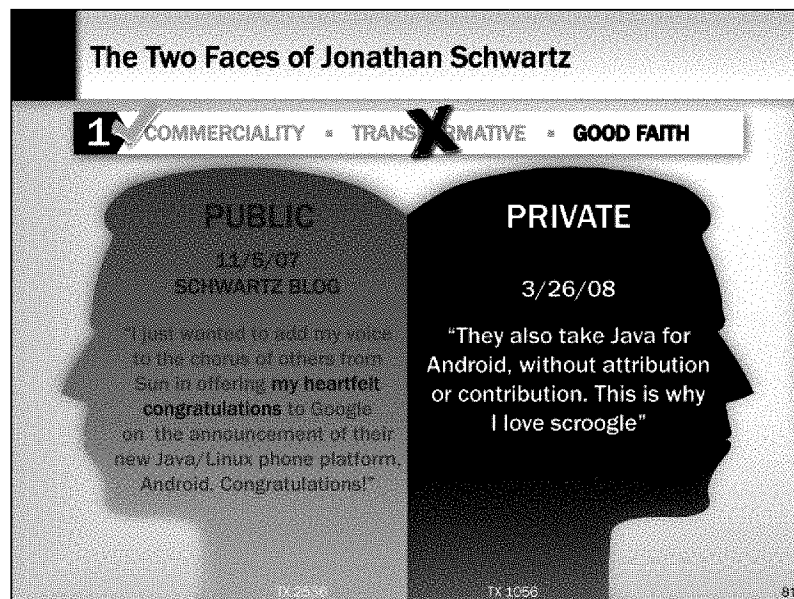 The Two Faces of Jonathan Schwartz
1 COMMERCIALITY ▪ TRANSFORMATIVE ▪ GOOD FAITH
PUBLIC
11/5/07
SCHWARTZ BLOG
"I just wanted to add my voice
to the chorus of others from
Sun in offering my heartfelt
congratulations to Google
on the announcement of their
new Java/Linux phone platform,
Android. Congratulations!"
PRIVATE
3/26/08
"They also take Java for
Android, without attribution
or contribution. This is why
I love scroogle"
TX 1056
81